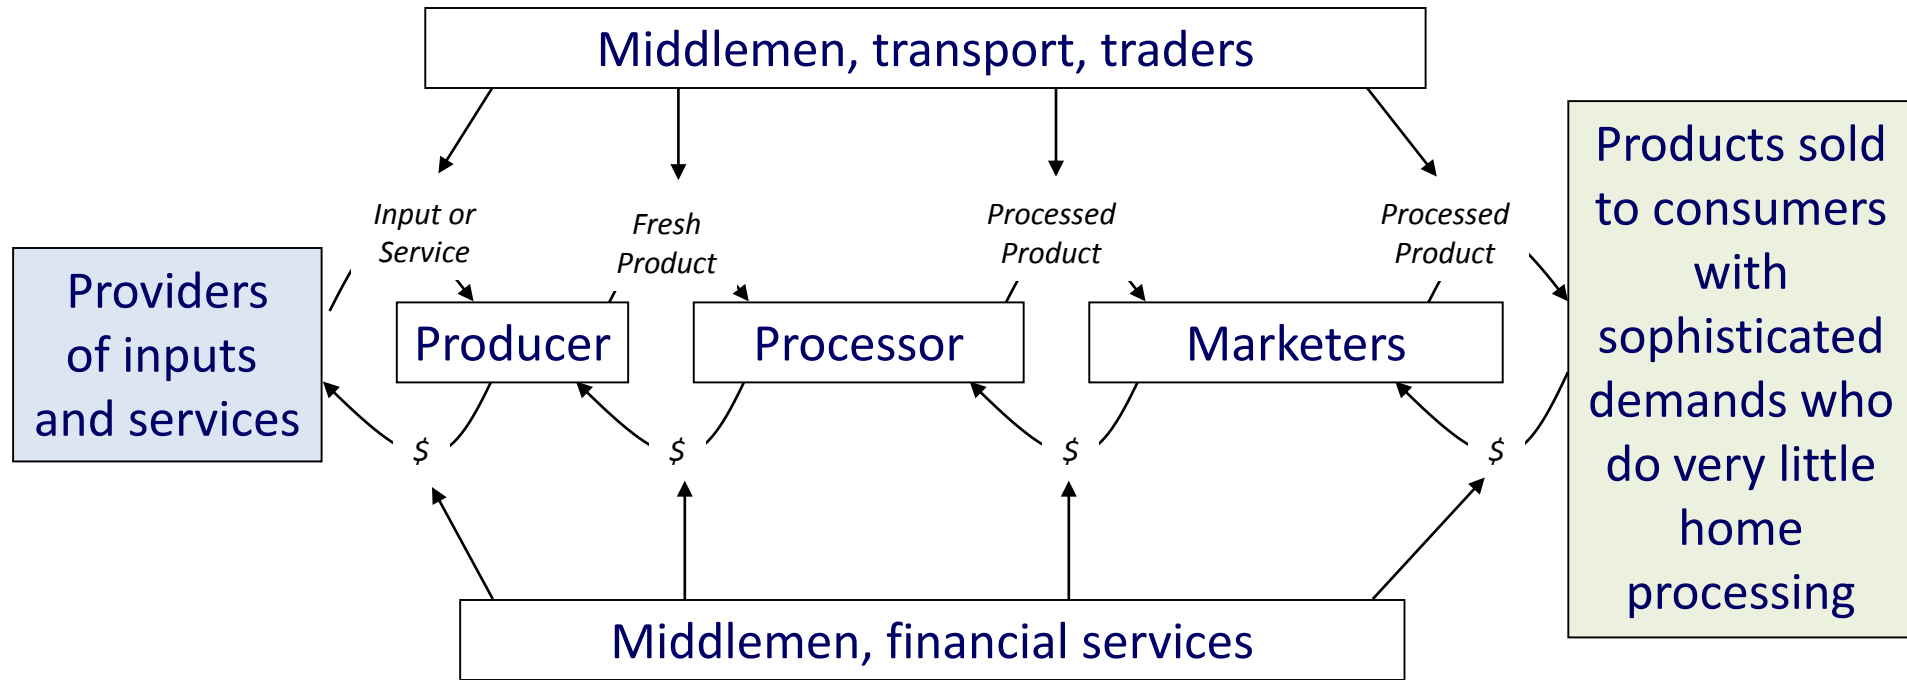 Middlemen, transport, traders
Input or
Service
Fresh
Product
Processed
Product
Processed
Product
Providers
of inputs
and services
Producer
Processor
Marketers
Products sold
to consumers
with
sophisticated
demands who
do very little
home
processing
$
$
$
$
Middlemen, financial services